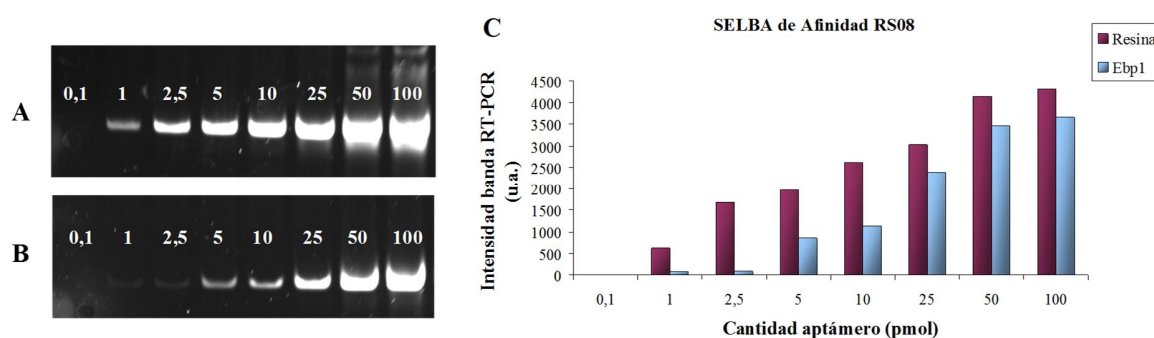 A
0,1 1 2,5 5 10 25 50 100
B
0,1 1 2,5 5 10 25 50 100
C
SELBA de Afinidad RS08
Resina
Ebp1
Intensidad banda RT-PCR
(u.a.)
4500
4000
3500
3000
2500
2000
1500
1000
500
0
0,1 1 2,5 5 10 25 50 100
Cantidad aptámero (pmol)